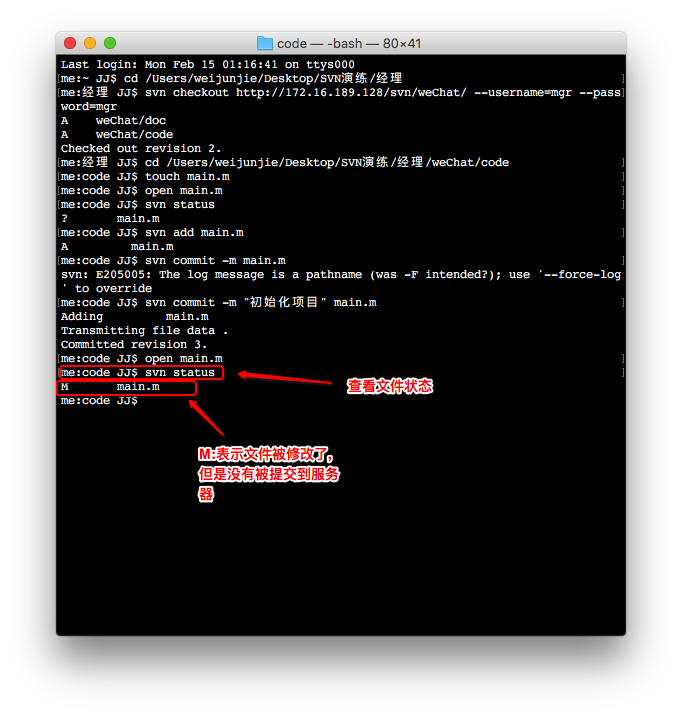 code — -bash — 80×41
Last login: Mon Feb 15 01:16:41 on ttys000
[me:~ JJ$ cd /Users/weijunjie/Desktop/SVN演练/经理 ]
[me:经理 JJ$ svn checkout http://172.16.189.128/svn/weChat/ --username=mgr --pass]
word=mgr
A    weChat/doc
A    weChat/code
Checked out revision 2.
[me:经理 JJ$ cd /Users/weijunjie/Desktop/SVN演练/经理/weChat/code ]
[me:code JJ$ touch main.m ]
[me:code JJ$ open main.m ]
[me:code JJ$ svn status ]
?       main.m
[me:code JJ$ svn add main.m ]
A         main.m
[me:code JJ$ svn commit -m main.m ]
svn: E205005: The log message is a pathname (was -F intended?); use '--force-log
' to override
[me:code JJ$ svn commit -m "初始化项目" main.m ]
Adding         main.m
Transmitting file data .
Committed revision 3.
[me:code JJ$ open main.m ]
[me:code JJ$ svn status ]
查看文件状态
M       main.m
me:code JJ$
M:表示文件被修改了,
但是没有被提交到服务
器